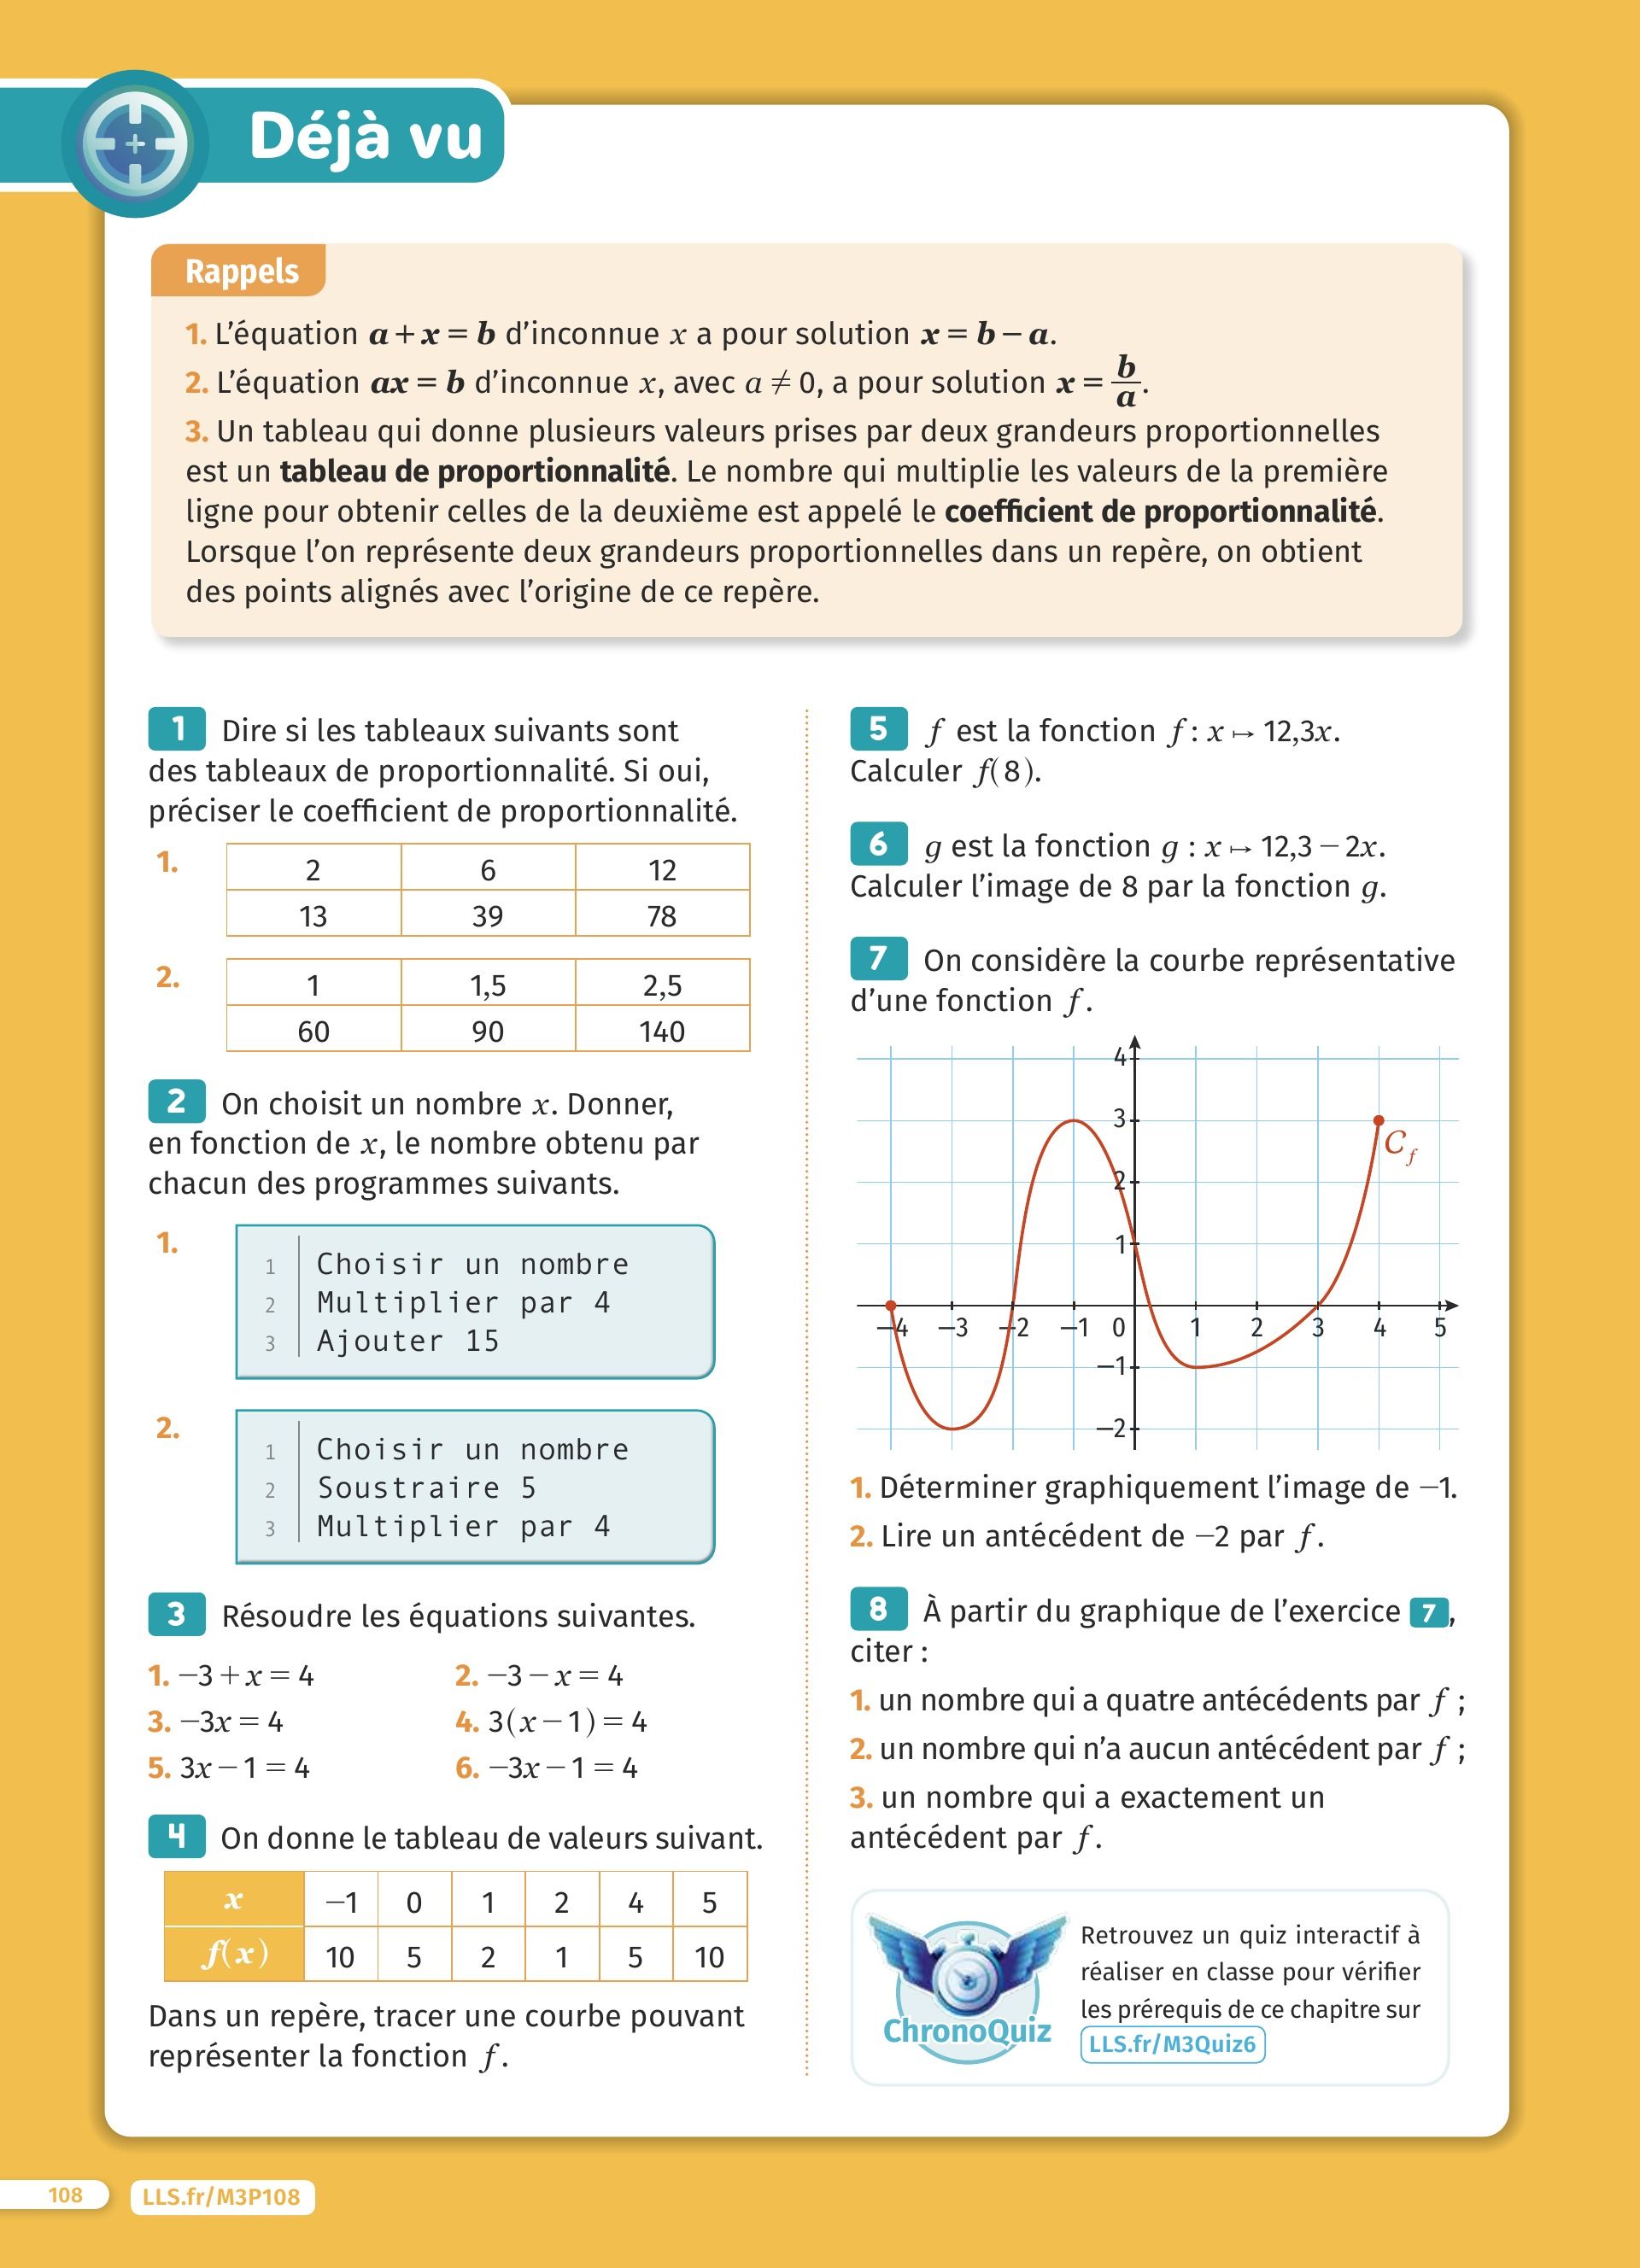 Déjà vu
Rappels
1. L'équation a + x = b d'inconnue x a pour solution x = b − a.
2. L'équation ax = b d'inconnue x, avec a ≠ 0, a pour solution x = b/a.
3. Un tableau qui donne plusieurs valeurs prises par deux grandeurs proportionnelles
est un tableau de proportionnalité. Le nombre qui multiplie les valeurs de la première
ligne pour obtenir celles de la deuxième est appelé le coefficient de proportionnalité.
Lorsque l'on représente deux grandeurs proportionnelles dans un repère, on obtient
des points alignés avec l'origine de ce repère.
1 Dire si les tableaux suivants sont
des tableaux de proportionnalité. Si oui,
préciser le coefficient de proportionnalité.
1.
2 6 12
13 39 78
2.
1 1,5 2,5
60 90 140
2 On choisit un nombre x. Donner,
en fonction de x, le nombre obtenu par
chacun des programmes suivants.
1.
1 Choisir un nombre
2 Multiplier par 4
3 Ajouter 15
2.
1 Choisir un nombre
2 Soustraire 5
3 Multiplier par 4
3 Résoudre les équations suivantes.
1. −3 + x = 4 2. −3 − x = 4
3. −3x = 4 4. 3(x − 1) = 4
5. 3x − 1 = 4 6. −3x − 1 = 4
4 On donne le tableau de valeurs suivant.
x −1 0 1 2 4 5
f(x) 10 5 2 1 5 10
Dans un repère, tracer une courbe pouvant
représenter la fonction f.
5 f est la fonction f : x ↦ 12,3x.
Calculer f(8).
6 g est la fonction g : x ↦ 12,3 − 2x.
Calculer l'image de 8 par la fonction g.
7 On considère la courbe représentative
d'une fonction f.
4
3
C_f
2
1
−4 −3 −2 −1 0 1 2 3 4 5
−1
−2
1. Déterminer graphiquement l'image de −1.
2. Lire un antécédent de −2 par f.
8 À partir du graphique de l'exercice 7,
citer :
1. un nombre qui a quatre antécédents par f ;
2. un nombre qui n'a aucun antécédent par f ;
3. un nombre qui a exactement un
antécédent par f.
ChronoQuiz
Retrouvez un quiz interactif à
réaliser en classe pour vérifier
les prérequis de ce chapitre sur
LLS.fr/M3Quiz6
108
LLS.fr/M3P108